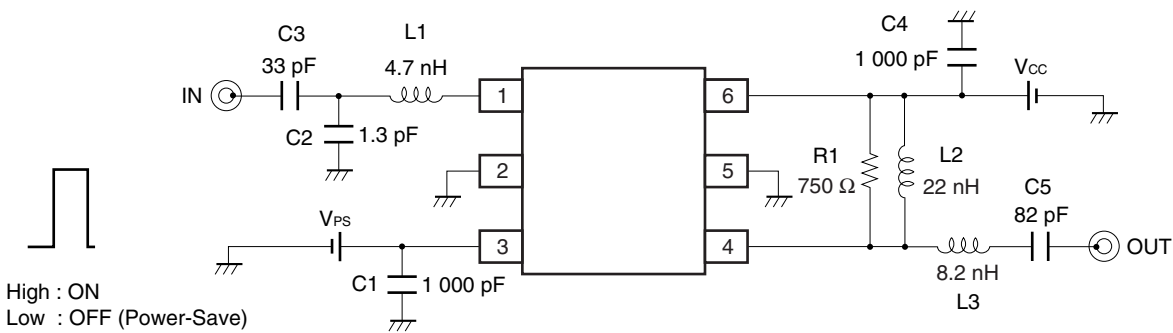 C4
1 000 pF
C3
33 pF
L1
4.7 nH
VCC
IN
1
6
C2
1.3 pF
R1
750 Ω
L2
22 nH
2
5
C5
82 pF
VPS
3
4
OUT
8.2 nH
L3
C1
1 000 pF
High : ON
Low : OFF (Power-Save)